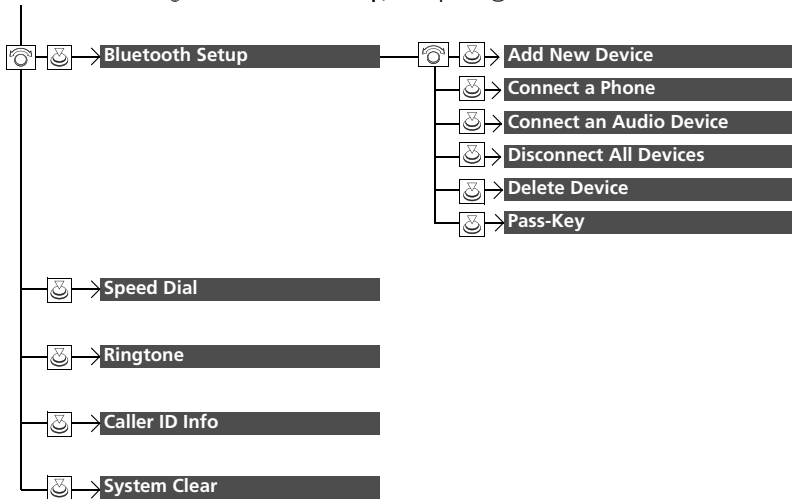 Bluetooth Setup
Add New Device
Connect a Phone
Connect an Audio Device
Disconnect All Devices
Delete Device
Pass-Key
Speed Dial
Ringtone
Caller ID Info
System Clear